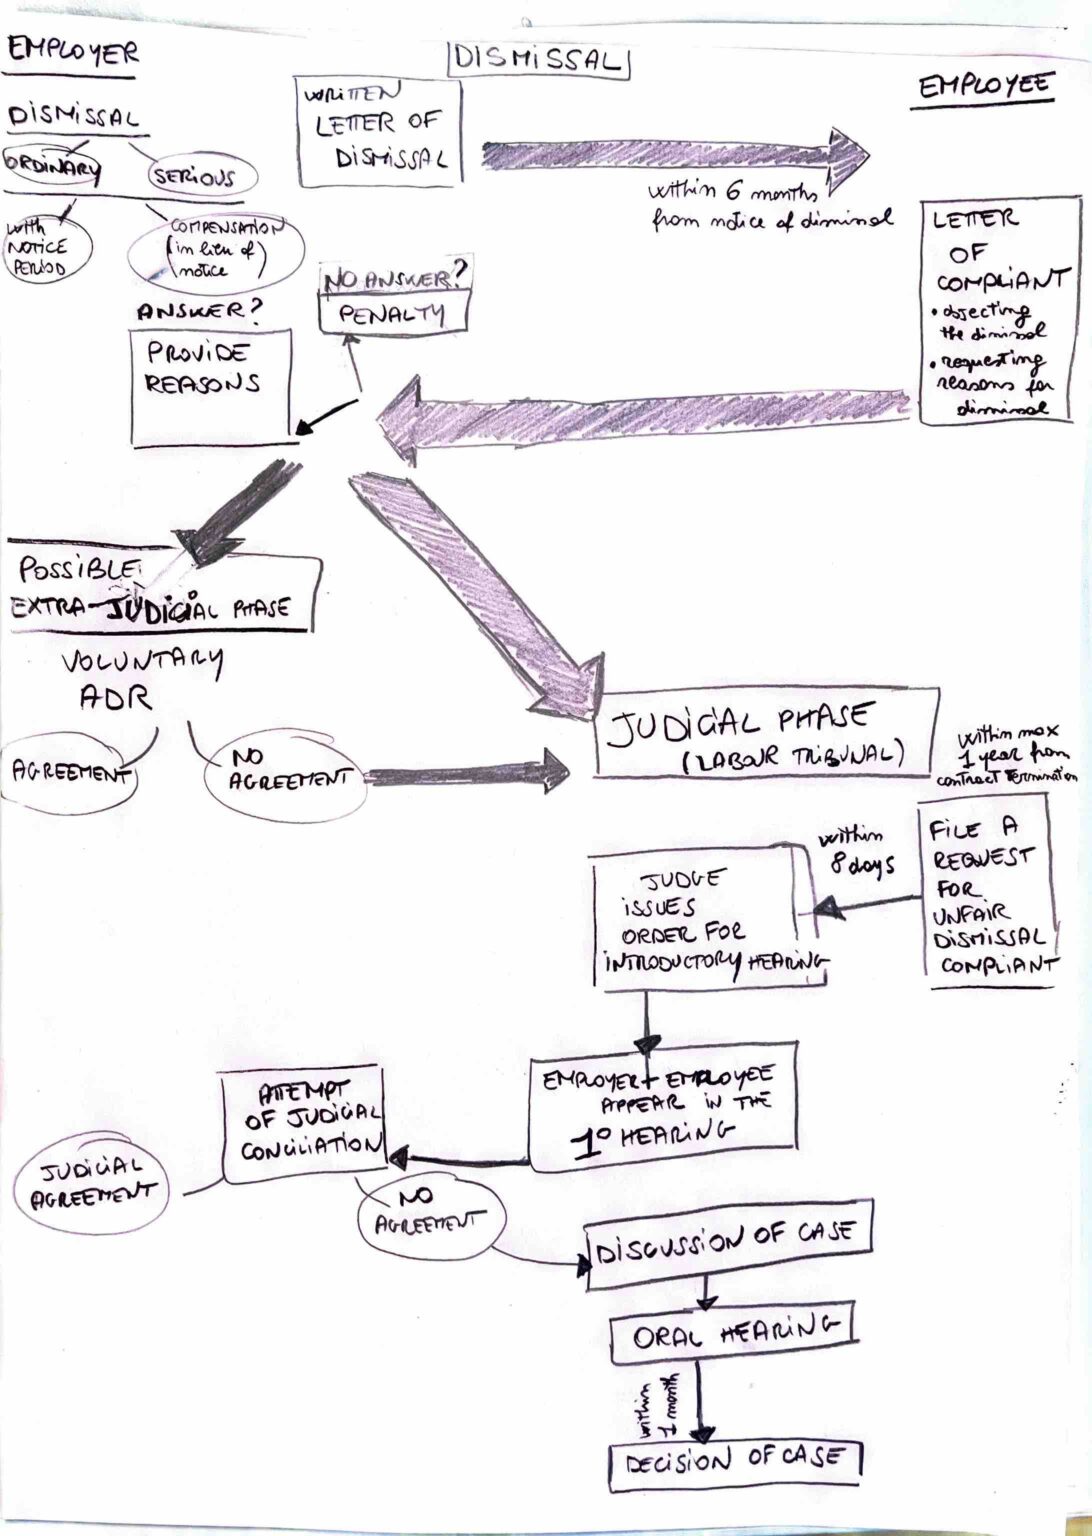 EMPLOYER
DISMISSAL
EMPLOYEE
DISMISSAL
ORDINARY
SERIOUS
with
NOTICE
PERIOD
COMPENSATION
(in lieu of)
notice
WRITTEN
LETTER OF
DISMISSAL
within 6 months
from notice of dismissal
LETTER
OF
COMPLIANT
• objecting
the dimissal
• requesting
reasons for
dismissal
NO ANSWER?
PENALTY
ANSWER?
PROVIDE
REASONS
POSSIBLE
EXTRA-JUDICIAL PHASE
VOLUNTARY
ADR
AGREEMENT
NO
AGREEMENT
JUDICIAL PHASE
(LABOUR TRIBUNAL)
within max
1 year from
contract Termination
FILE A
REQUEST
FOR
UNFAIR
DISMISSAL
COMPLIANT
within
8 days
JUDGE
ISSUES
ORDER FOR
INTRODUCTORY HEARING
EMPLOYER + EMPLOYEE
APPEAR IN THE
1° HEARING
ATTEMPT
OF JUDICIAL
CONCILIATION
JUDICIAL
AGREEMENT
NO
AGREEMENT
DISCUSSION OF CASE
ORAL HEARING
within
1 month
DECISION OF CASE